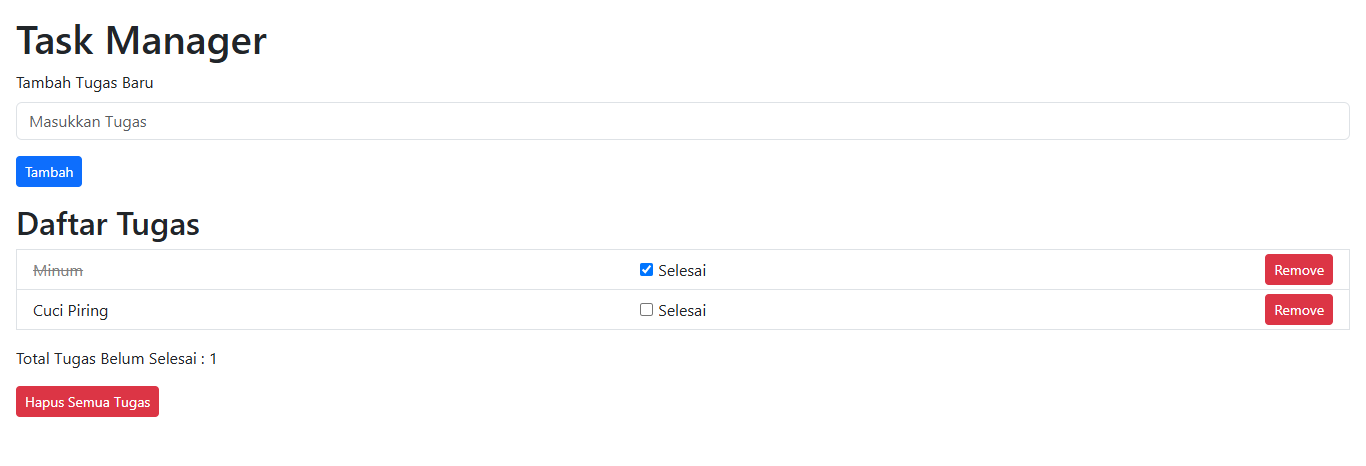 Task Manager
Tambah Tugas Baru
Masukkan Tugas
Tambah
Daftar Tugas
Minum Selesai Remove
Cuci Piring Selesai Remove
Total Tugas Belum Selesai : 1
Hapus Semua Tugas